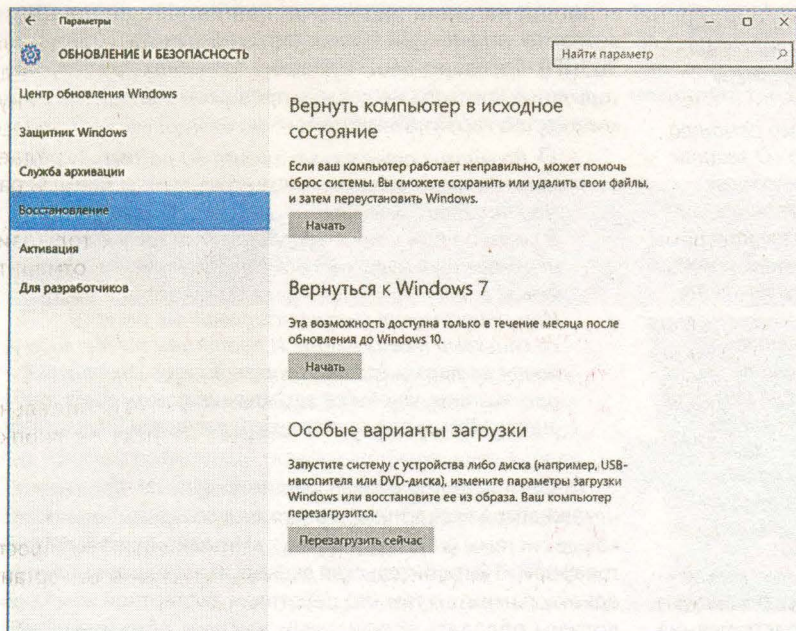 Параметры
ОБНОВЛЕНИЕ И БЕЗОПАСНОСТЬ
Найти параметр
Центр обновления Windows
Защитник Windows
Служба архивации
Восстановление
Активация
Для разработчиков
Вернуть компьютер в исходное
состояние
Если ваш компьютер работает неправильно, может помочь
сброс системы. Вы сможете сохранить или удалить свои файлы,
и затем переустановить Windows.
Начать
Вернуться к Windows 7
Эта возможность доступна только в течение месяца после
обновления до Windows 10.
Начать
Особые варианты загрузки
Запустите систему с устройства либо диска (например, USB-
накопителя или DVD-диска), измените параметры загрузки
Windows или восстановите ее из образа. Ваш компьютер
перезагрузится.
Перезагрузить сейчас